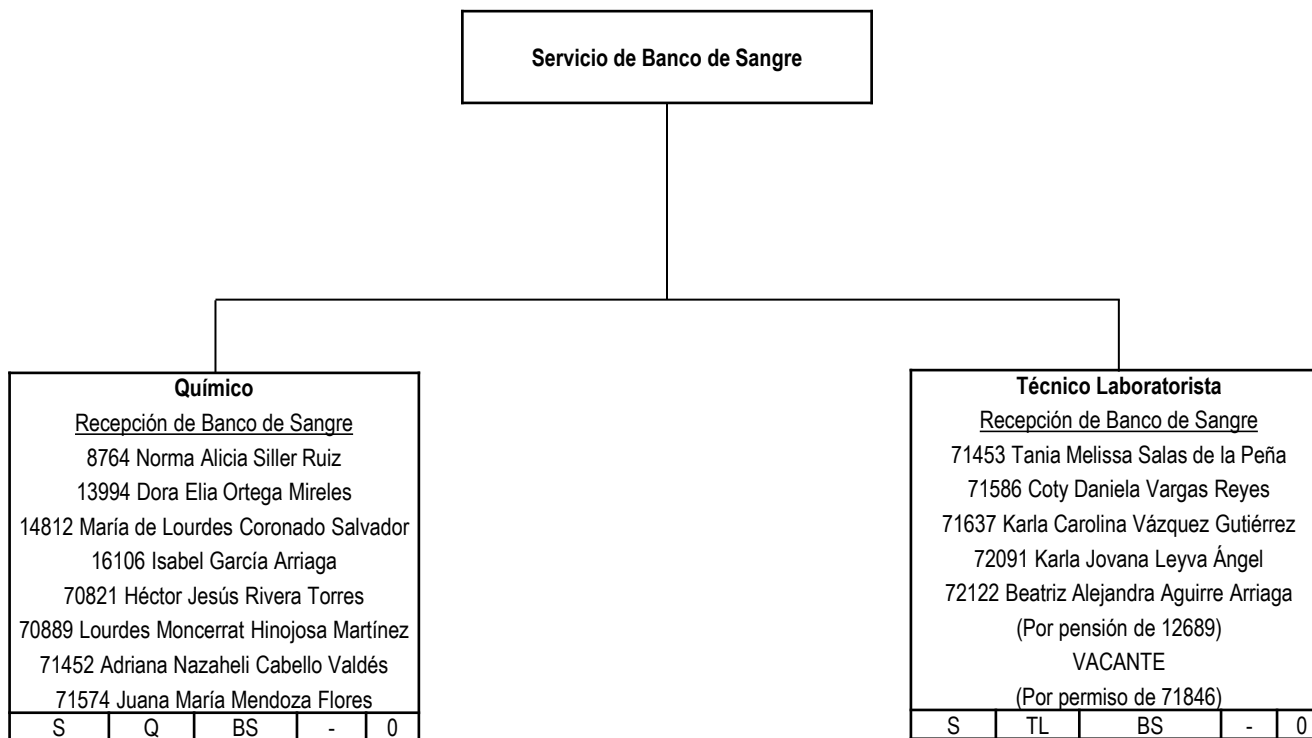 Servicio de Banco de Sangre
Químico
Recepción de Banco de Sangre
8764 Norma Alicia Siller Ruiz
13994 Dora Elia Ortega Mireles
14812 María de Lourdes Coronado Salvador
16106 Isabel García Arriaga
70821 Héctor Jesús Rivera Torres
70889 Lourdes Moncerrat Hinojosa Martínez
71452 Adriana Nazaheli Cabello Valdés
71574 Juana María Mendoza Flores
S Q BS - 0
Técnico Laboratorista
Recepción de Banco de Sangre
71453 Tania Melissa Salas de la Peña
71586 Coty Daniela Vargas Reyes
71637 Karla Carolina Vázquez Gutiérrez
72091 Karla Jovana Leyva Ángel
72122 Beatriz Alejandra Aguirre Arriaga
(Por pensión de 12689)
VACANTE
(Por permiso de 71846)
S TL BS - 0